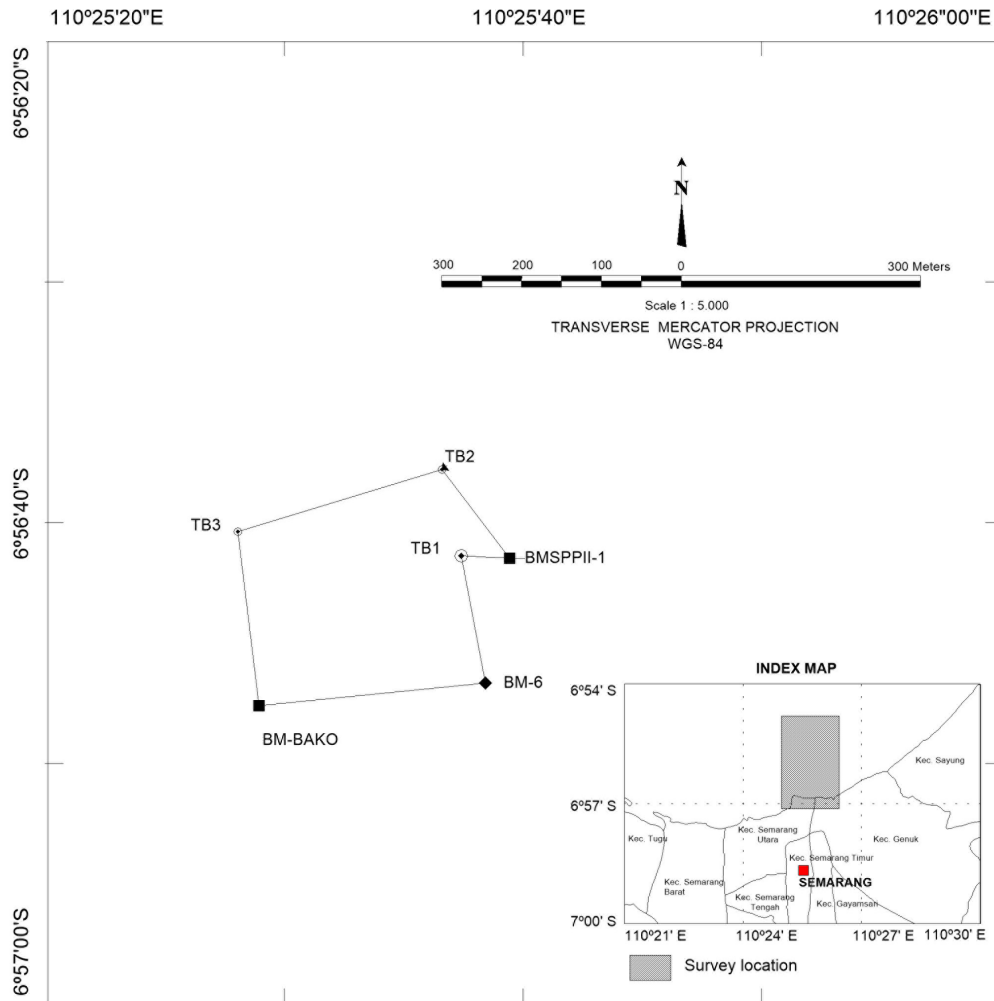 110º25'20"E 110º25'40"E 110º26'00"E
6º56'20"S
N
300 200 100 0 300 Meters
Scale 1 : 5.000
TRANSVERSE MERCATOR PROJECTION
WGS-84
TB2
6º56'40"S
TB3
TB1
BMSPPII-1
BM-6
BM-BAKO
INDEX MAP
6º54' S
Kec. Sayung
6º57' S
Kec. Tugu
Kec. Semarang
Utara
Kec. Genuk
Kec. Semarang Timur
Kec. Semarang
Barat
SEMARANG
Kec. Semarang
Tengah
Kec. Gayamsari
7º00' S
110º21' E 110º24' E 110º27' E 110º30' E
6º57'00"S
Survey location